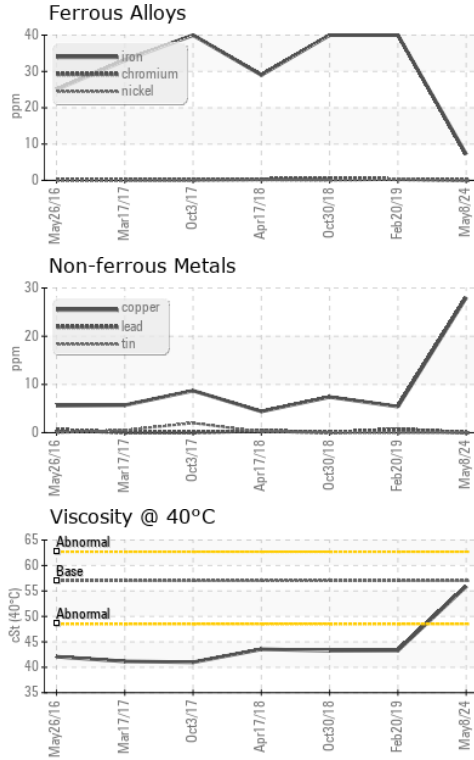 Ferrous Alloys
40
30
20
10
0
ppm
iron
chromium
nickel
May26/16
Mar17/17
Oct3/17
Apr17/18
Oct30/18
Feb20/19
May8/24
Non-ferrous Metals
30
20
10
0
ppm
copper
lead
tin
May26/16
Mar17/17
Oct3/17
Apr17/18
Oct30/18
Feb20/19
May8/24
Viscosity @ 40°C
65
60
55
50
45
40
35
cSt (40°C)
Abnormal
Base
Abnormal
May26/16
Mar17/17
Oct3/17
Apr17/18
Oct30/18
Feb20/19
May8/24